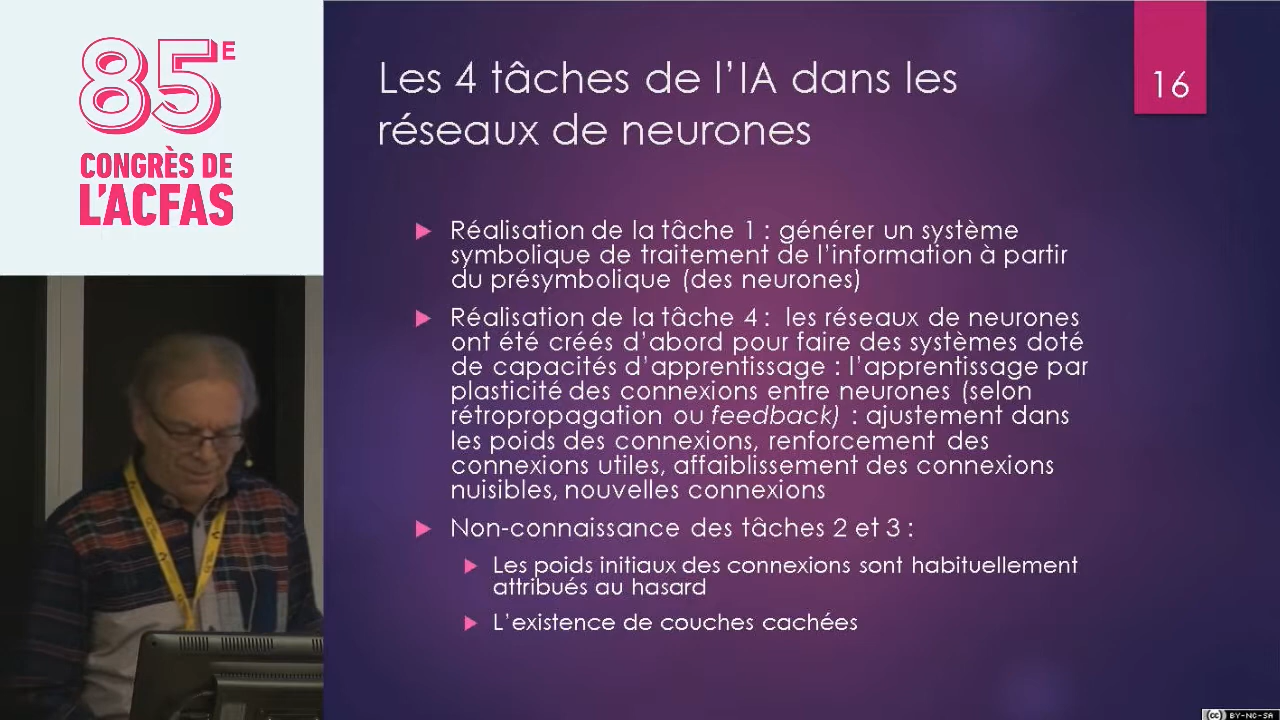 85E
CONGRÈS DE
L'ACFAS
Les 4 tâches de l'IA dans les
réseaux de neurones
16
Réalisation de la tâche 1 : générer un système
symbolique de traitement de l'information à partir
du présymbolique (des neurones)
Réalisation de la tâche 4 : les réseaux de neurones
ont été créés d'abord pour faire des systèmes doté
de capacités d'apprentissage : l'apprentissage par
plasticité des connexions entre neurones (selon
rétropropagation ou feedback) : ajustement dans
les poids des connexions, renforcement des
connexions utiles, affaiblissement des connexions
nuisibles, nouvelles connexions
Non-connaissance des tâches 2 et 3 :
Les poids initiaux des connexions sont habituellement
attribués au hasard
L'existence de couches cachées
cc BY-NC-SA